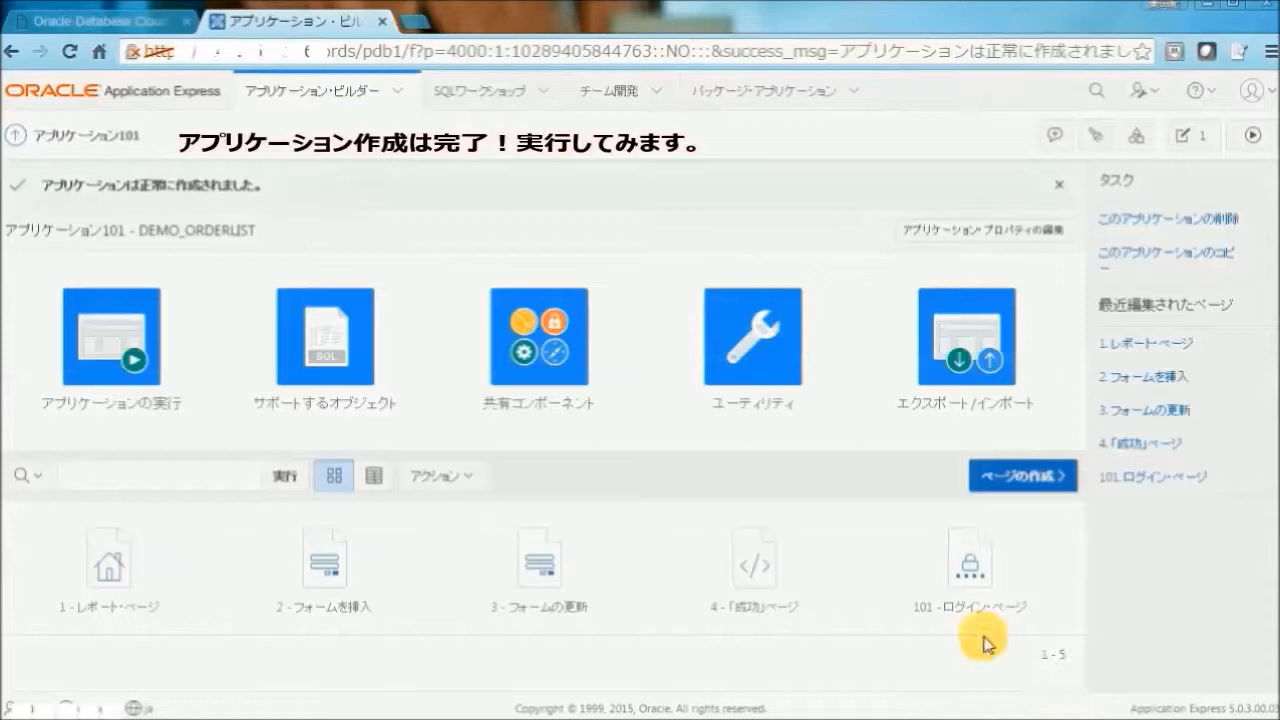 Oracle Database Clou
アプリケーション・ビル
http
ords/pdb1/f?p=4000:1:10289405844763::NO:::&success_msg=アプリケーションは正常に作成されまし
ORACLE Application Express
アプリケーション・ビルダー
SQLワークショップ
チーム開発
パッケージ・アプリケーション
アプリケーション101
アプリケーション作成は完了！実行してみます。
1
アプリケーションは正常に作成されました。
タスク
このアプリケーションの削除
このアプリケーションのコピ
ー
アプリケーション101 - DEMO_ORDERLIST
アプリケーション・プロパティの編集
最近編集されたページ
1.レポート・ページ
2.フォームを挿入
3.フォームの更新
4.「成功」ページ
101.ログイン・ページ
SQL
アプリケーションの実行
サポートするオブジェクト
共有コンポーネント
ユーティリティ
エクスポート/インポート
実行
アクション
ページの作成
1 - レポート・ページ
2 - フォームを挿入
3 - フォームの更新
4 - 「成功」ページ
101 - ログイン・ページ
1 - 5
ja
Copyright © 1999, 2015, Oracle. All rights reserved.
Application Express 5.0.3.00.03